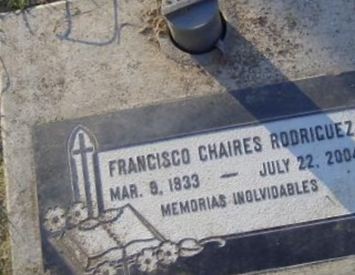 FRANCISCO CHAIRES RODRIGUEZ
MAR. 9, 1933 — JULY 22, 2004
MEMORIAS INOLVIDABLES